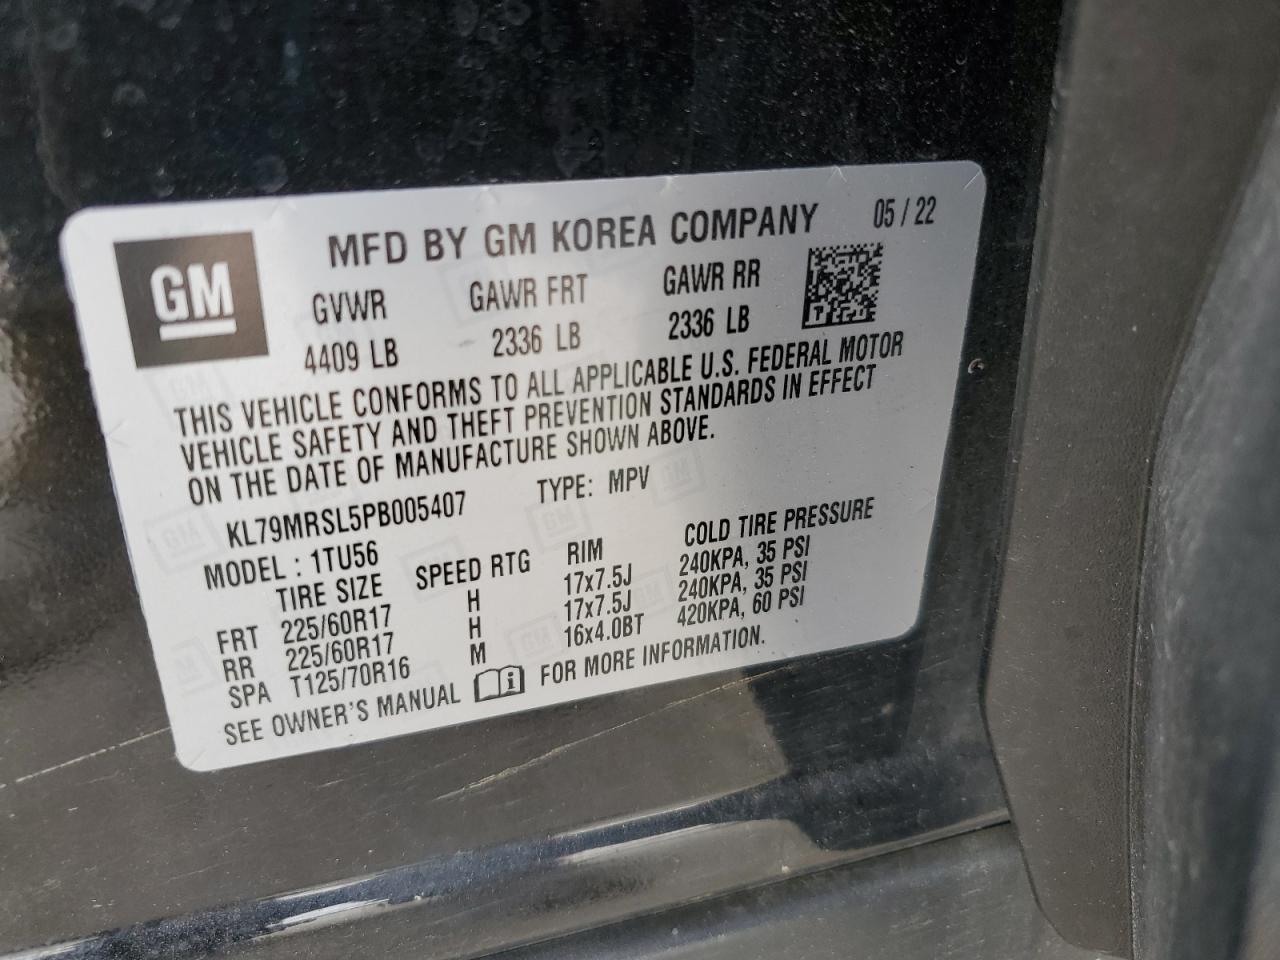 GM
MFD BY GM KOREA COMPANY 05 / 22
GVWR GAWR FRT GAWR RR
4409 LB 2336 LB 2336 LB
THIS VEHICLE CONFORMS TO ALL APPLICABLE U.S. FEDERAL MOTOR
VEHICLE SAFETY AND THEFT PREVENTION STANDARDS IN EFFECT
ON THE DATE OF MANUFACTURE SHOWN ABOVE.
KL79MRSL5PB005407 TYPE: MPV
MODEL : 1TU56
TIRE SIZE SPEED RTG RIM COLD TIRE PRESSURE
FRT 225/60R17 H 17x7.5J 240KPA, 35 PSI
RR 225/60R17 H 17x7.5J 240KPA, 35 PSI
SPA T125/70R16 M 16x4.0BT 420KPA, 60 PSI
SEE OWNER'S MANUAL i FOR MORE INFORMATION.